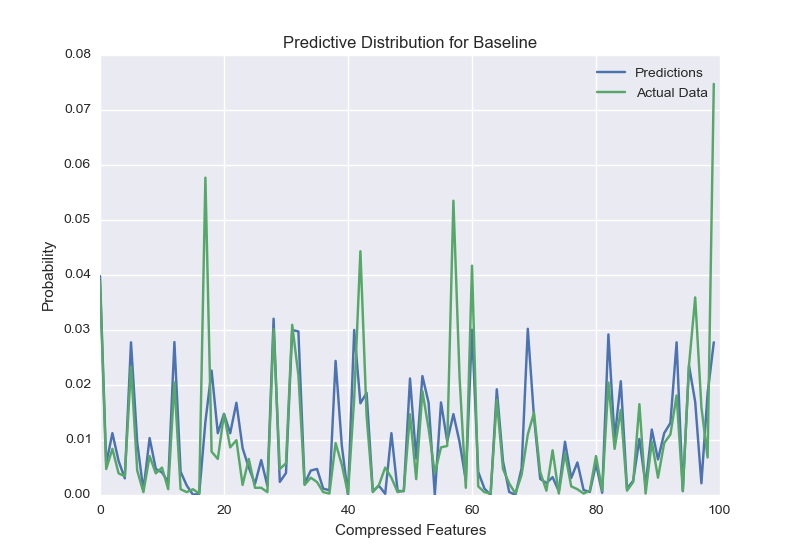 Predictive Distribution for Baseline
0.08
0.07
0.06
0.05
0.04
0.03
0.02
0.01
0.00
Probability
Predictions
Actual Data
0 20 40 60 80 100
Compressed Features